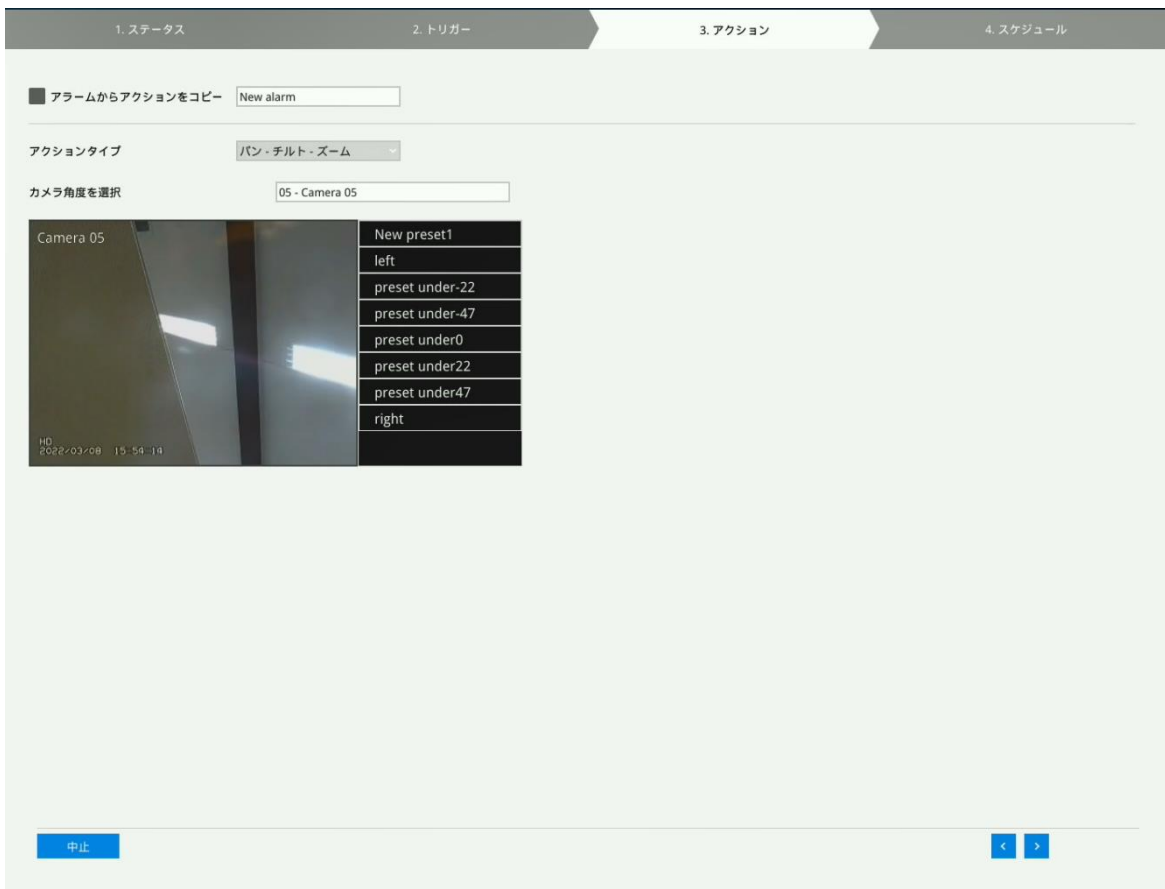 1. ステータス
2. トリガー
3. アクション
4. スケジュール
アラームからアクションをコピー New alarm
アクションタイプ パン - チルト - ズーム
カメラ角度を選択 05 - Camera 05
Camera 05
HD
2022/03/08 15:54:14
New preset1
left
preset under-22
preset under-47
preset under0
preset under22
preset under47
right
中止
< >